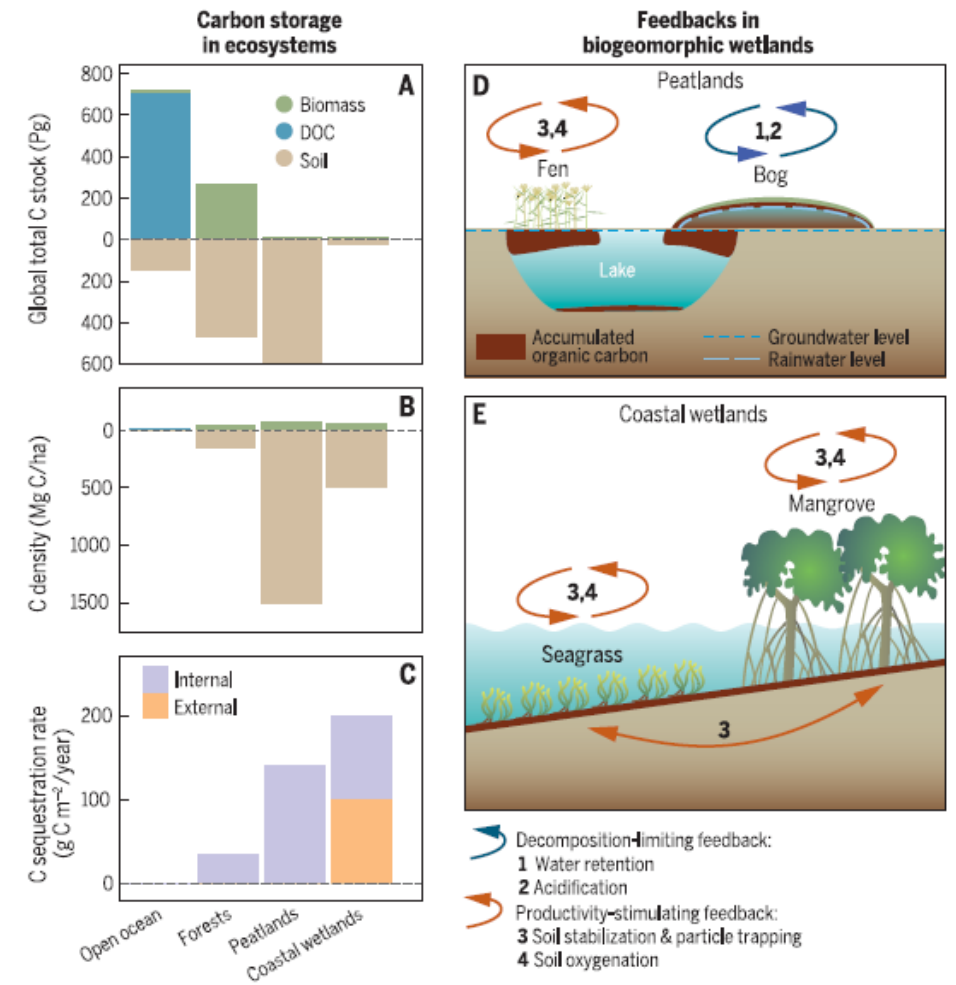 Carbon storage
in ecosystems
A
Global total C stock (Pg)
800
600
400
200
0
200
400
600
Biomass
DOC
Soil
B
C density (Mg C/ha)
0
500
1000
1500
C
C sequestration rate
(g C m⁻²/year)
200
100
0
Internal
External
Open ocean
Forests
Peatlands
Coastal wetlands
Feedbacks in
biogeomorphic wetlands
D
Peatlands
3,4
Fen
1,2
Bog
Lake
Accumulated
organic carbon
Groundwater level
Rainwater level
E
Coastal wetlands
3,4
Mangrove
3,4
Seagrass
3
Decomposition-limiting feedback:
1 Water retention
2 Acidification
Productivity-stimulating feedback:
3 Soil stabilization & particle trapping
4 Soil oxygenation